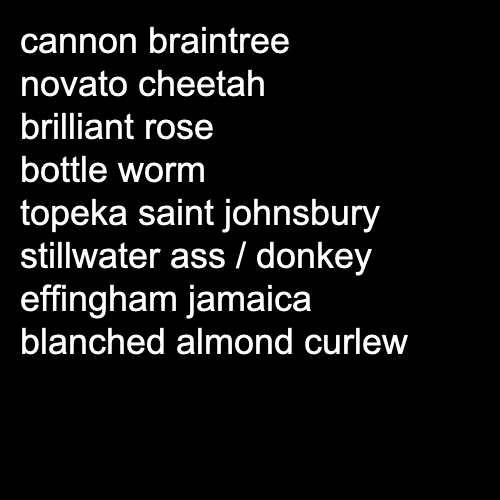 cannon braintree
novato cheetah
brilliant rose
bottle worm
topeka saint johnsbury
stillwater ass / donkey
effingham jamaica
blanched almond curlew